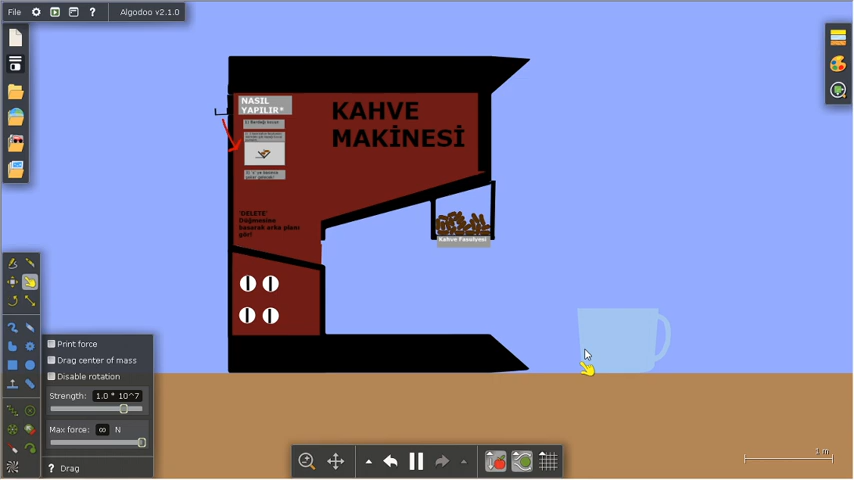 File
?
Algodoo v2.1.0
NASIL
YAPILIR*
KAHVE
MAKİNESİ
'DELETE'
Düğmesine
basarak arka planı
gör!
Kahve Fasulyesi
Print force
Drag center of mass
Disable rotation
Strength: 1.0 * 10^7
Max force: ∞ N
? Drag
1 m